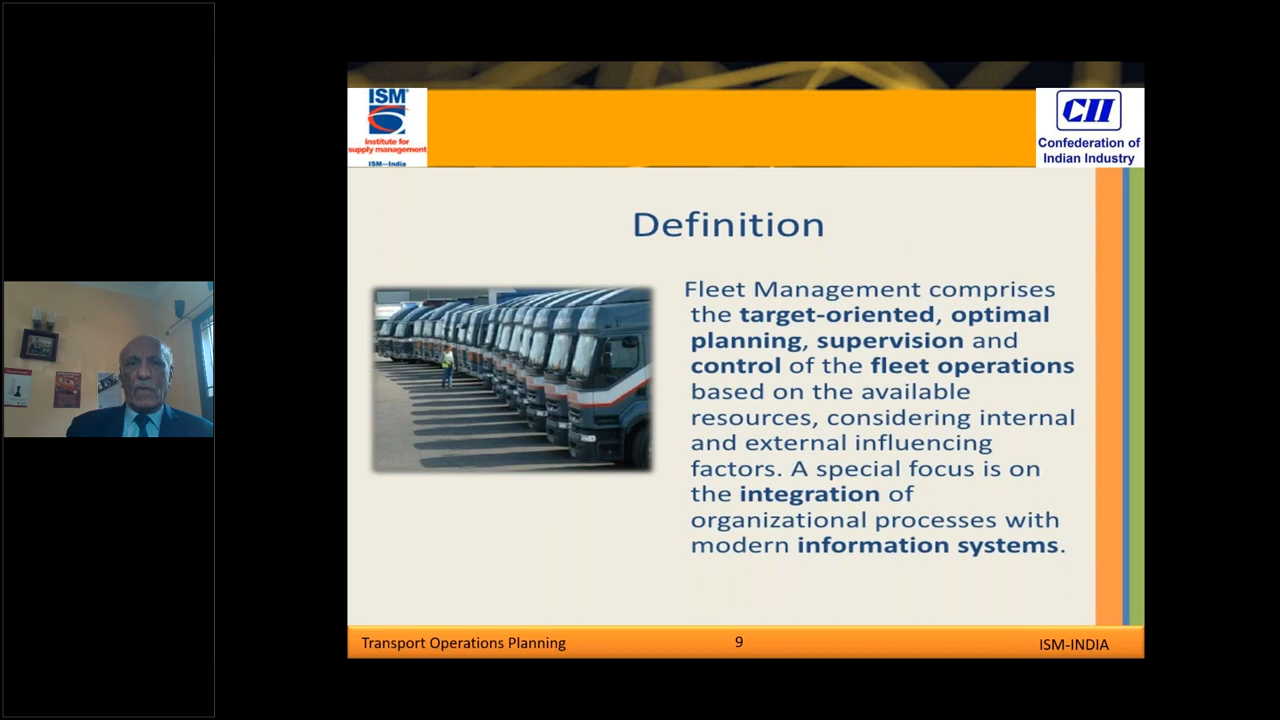 ISM
institute for
supply management
ISM—India
CII
Confederation of
Indian Industry
Definition
Fleet Management comprises
the target-oriented, optimal
planning, supervision and
control of the fleet operations
based on the available
resources, considering internal
and external influencing
factors. A special focus is on
the integration of
organizational processes with
modern information systems.
Transport Operations Planning
9
ISM-INDIA